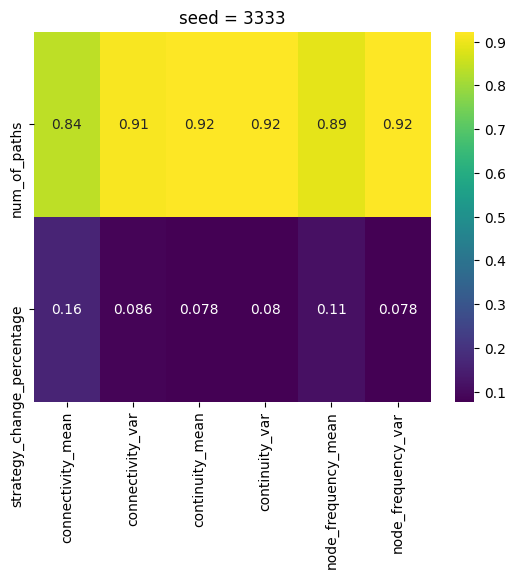 seed = 3333
num_of_paths
0.84 0.91 0.92 0.92 0.89 0.92
strategy_change_percentage
0.16 0.086 0.078 0.08 0.11 0.078
connectivity_mean
connectivity_var
continuity_mean
continuity_var
node_frequency_mean
node_frequency_var
0.9
0.8
0.7
0.6
0.5
0.4
0.3
0.2
0.1